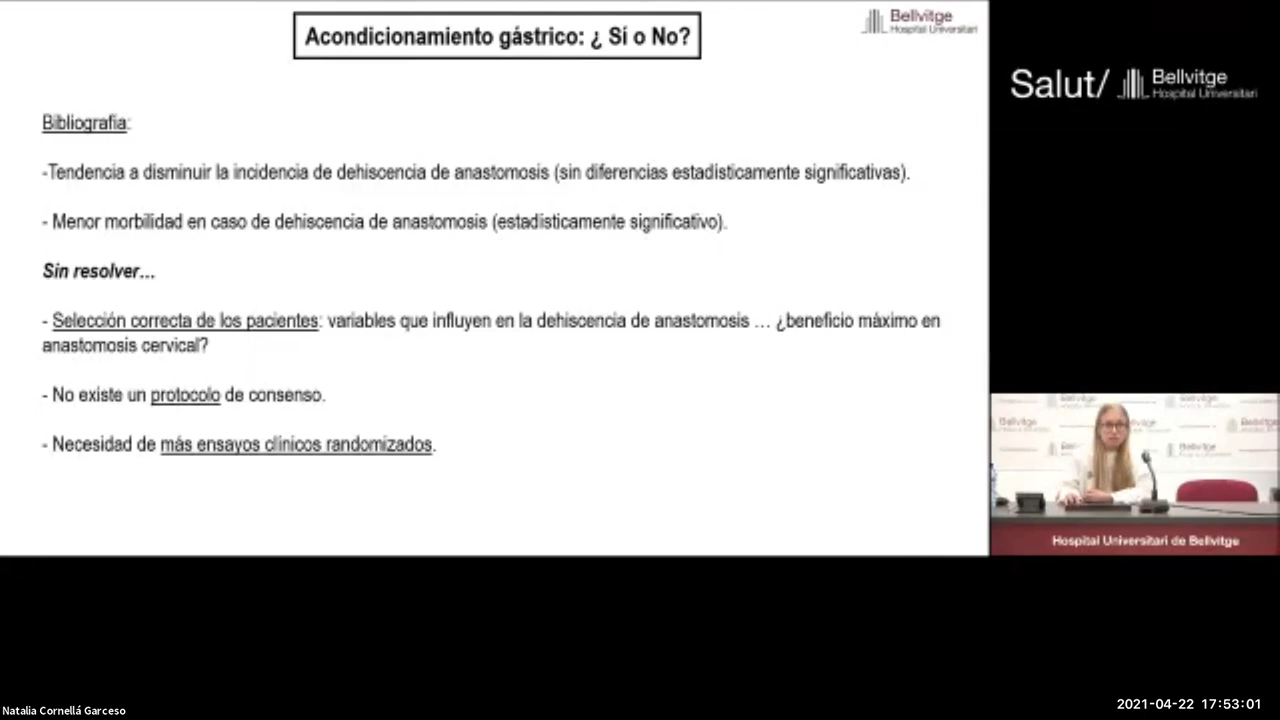 Acondicionamiento gástrico: ¿ Sí o No?
Bellvitge
Hospital Universitari
Salut/ Bellvitge
Hospital Universitari
Bibliografía:
-Tendencia a disminuir la incidencia de dehiscencia de anastomosis (sin diferencias estadísticamente significativas).
- Menor morbilidad en caso de dehiscencia de anastomosis (estadísticamente significativo).
Sin resolver...
- Selección correcta de los pacientes: variables que influyen en la dehiscencia de anastomosis … ¿beneficio máximo en
anastomosis cervical?
- No existe un protocolo de consenso.
- Necesidad de más ensayos clínicos randomizados.
Bellvitge
Bellvitge
Bellvitge
Hospital Universitari de Bellvitge
Natalia Cornellá Garceso
2021-04-22 17:53:01